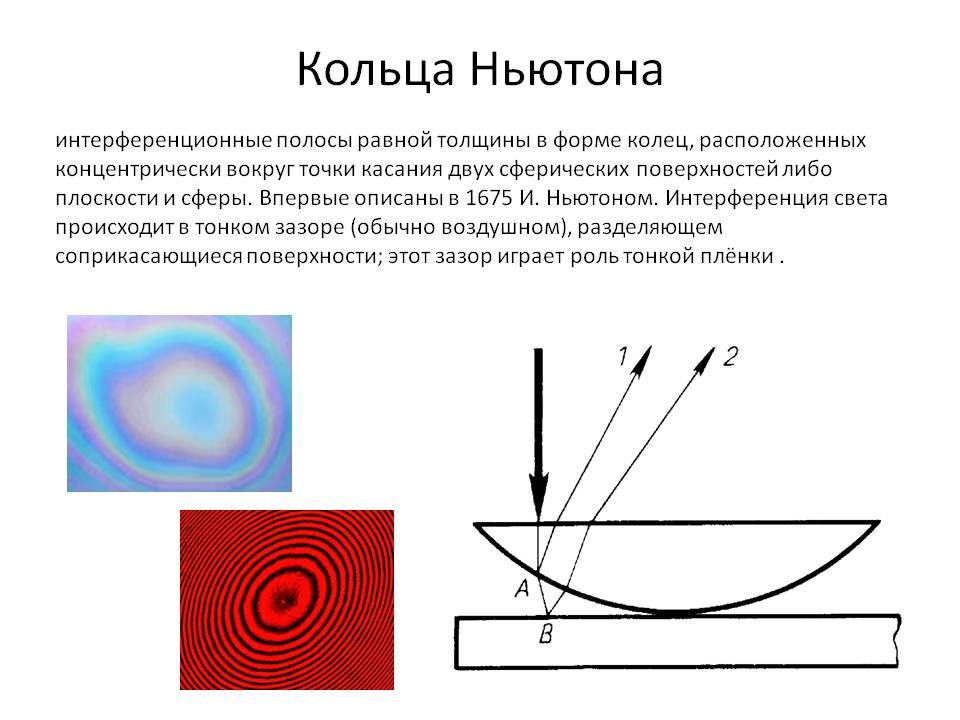 Кольца Ньютона
интерференционные полосы равной толщины в форме колец, расположенных
концентрически вокруг точки касания двух сферических поверхностей либо
плоскости и сферы. Впервые описаны в 1675 И. Ньютоном. Интерференция света
происходит в тонком зазоре (обычно воздушном), разделяющем
соприкасающиеся поверхности; этот зазор играет роль тонкой плёнки .
1
2
A
B